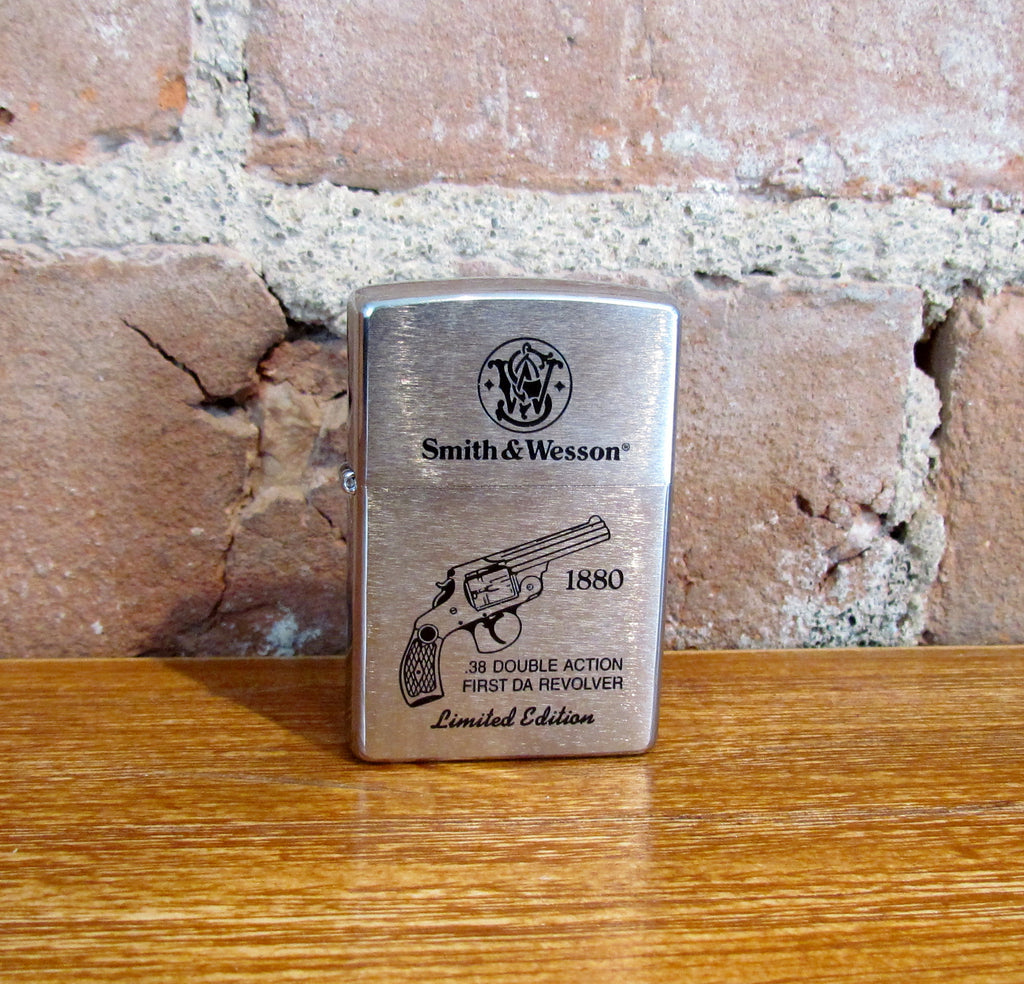 Smith & Wesson®
1880
.38 DOUBLE ACTION
FIRST DA REVOLVER
Limited Edition